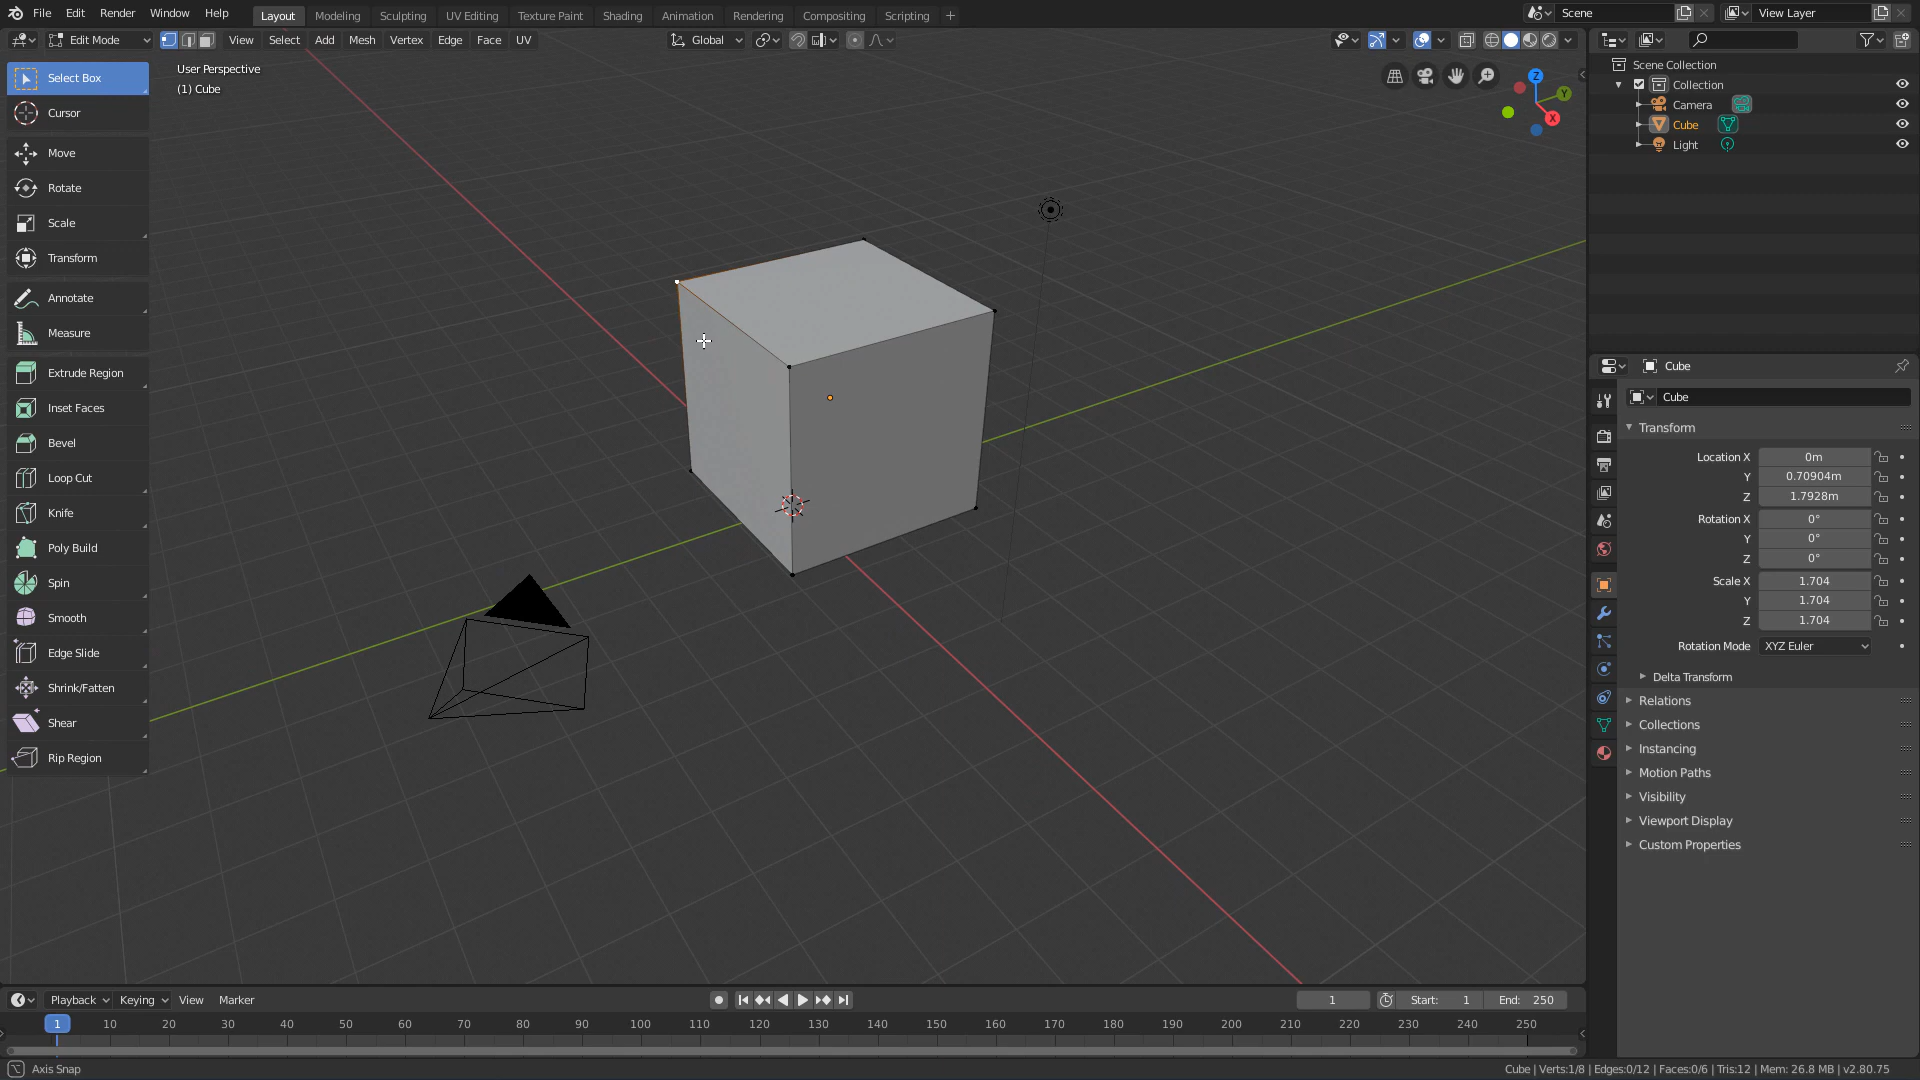 File Edit Render Window Help Layout Modeling Sculpting UV Editing Texture Paint Shading Animation Rendering Compositing Scripting + Scene View Layer
Edit Mode View Select Add Mesh Vertex Edge Face UV Global
User Perspective
(1) Cube
Select Box
Cursor
Move
Rotate
Scale
Transform
Annotate
Measure
Extrude Region
Inset Faces
Bevel
Loop Cut
Knife
Poly Build
Spin
Smooth
Edge Slide
Shrink/Fatten
Shear
Rip Region
Z
Y
X
Scene Collection
Collection
Camera
Cube
Light
Cube
Cube
Transform
Location X 0m
Y 0.70904m
Z 1.7928m
Rotation X 0°
Y 0°
Z 0°
Scale X 1.704
Y 1.704
Z 1.704
Rotation Mode XYZ Euler
Delta Transform
Relations
Collections
Instancing
Motion Paths
Visibility
Viewport Display
Custom Properties
Playback Keying View Marker 1 Start: 1 End: 250
1 10 20 30 40 50 60 70 80 90 100 110 120 130 140 150 160 170 180 190 200 210 220 230 240 250
Axis Snap Cube | Verts:1/8 | Edges:0/12 | Faces:0/6 | Tris:12 | Mem: 26.8 MB | v2.80.75